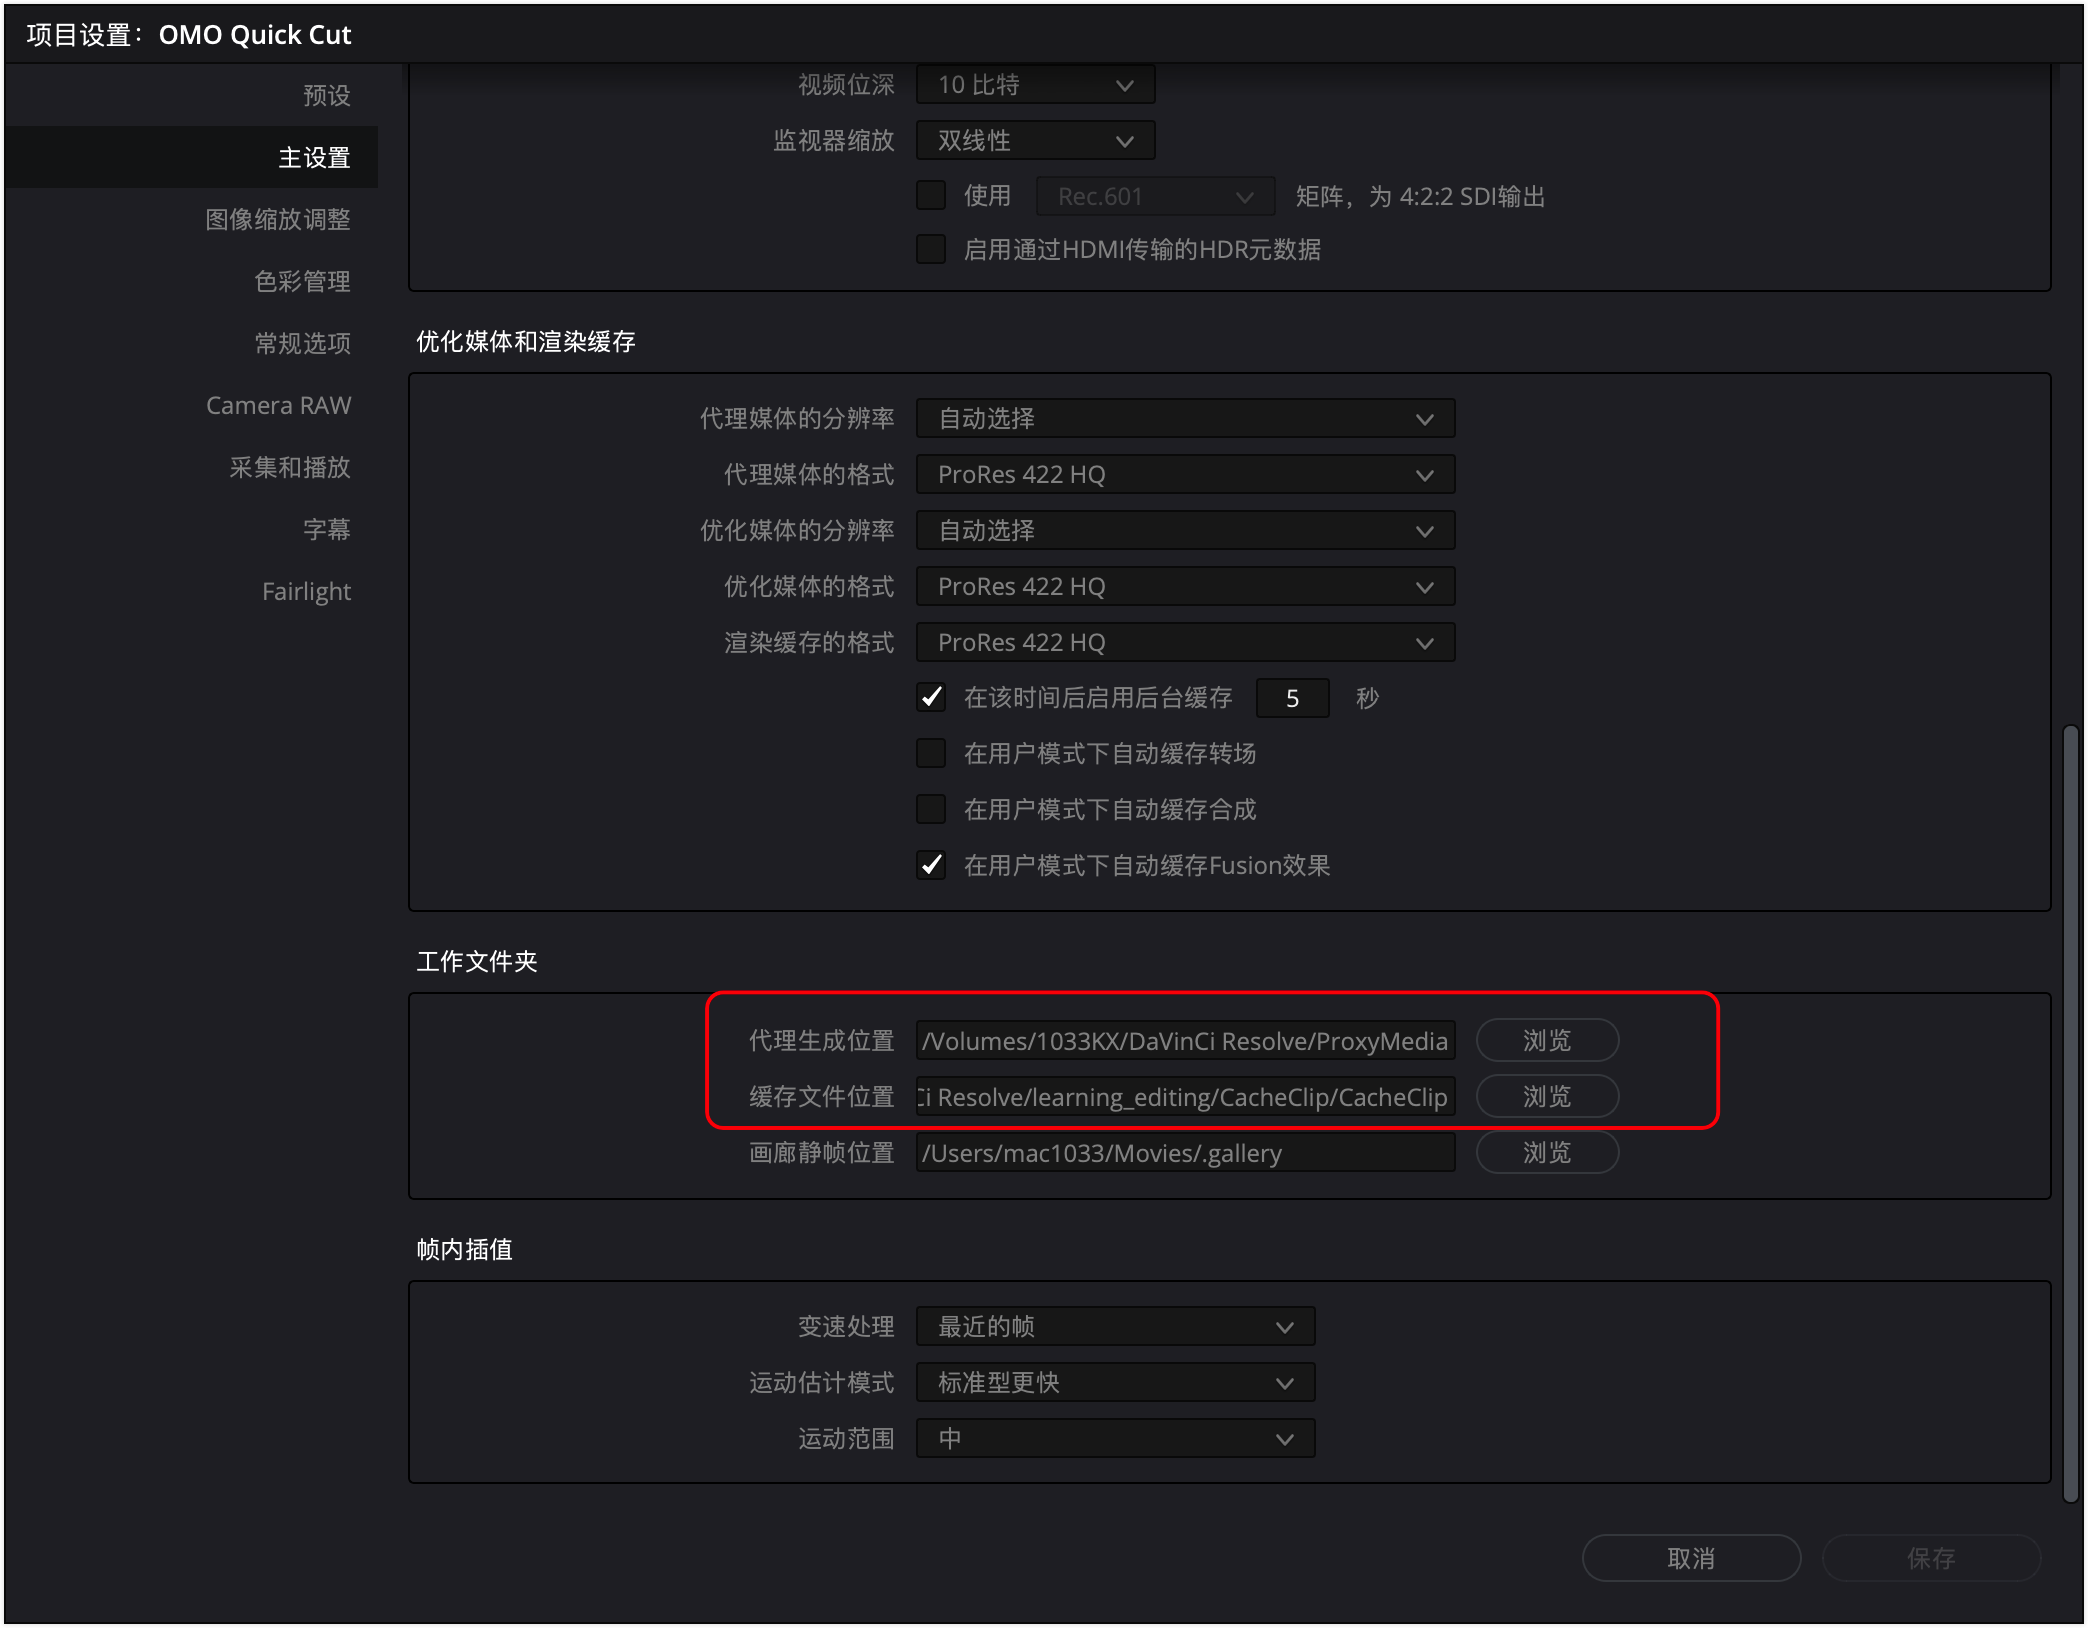 项目设置：OMO Quick Cut
预设
主设置
图像缩放调整
色彩管理
常规选项
Camera RAW
采集和播放
字幕
Fairlight
视频位深 10 比特
监视器缩放 双线性
使用 Rec.601 矩阵，为 4:2:2 SDI输出
启用通过HDMI传输的HDR元数据
优化媒体和渲染缓存
代理媒体的分辨率 自动选择
代理媒体的格式 ProRes 422 HQ
优化媒体的分辨率 自动选择
优化媒体的格式 ProRes 422 HQ
渲染缓存的格式 ProRes 422 HQ
在该时间后启用后台缓存 5 秒
在用户模式下自动缓存转场
在用户模式下自动缓存合成
在用户模式下自动缓存Fusion效果
工作文件夹
代理生成位置 /Volumes/1033KX/DaVinCi Resolve/ProxyMedia 浏览
缓存文件位置 Ci Resolve/learning_editing/CacheClip/CacheClip 浏览
画廊静帧位置 /Users/mac1033/Movies/.gallery 浏览
帧内插值
变速处理 最近的帧
运动估计模式 标准型更快
运动范围 中
取消 保存